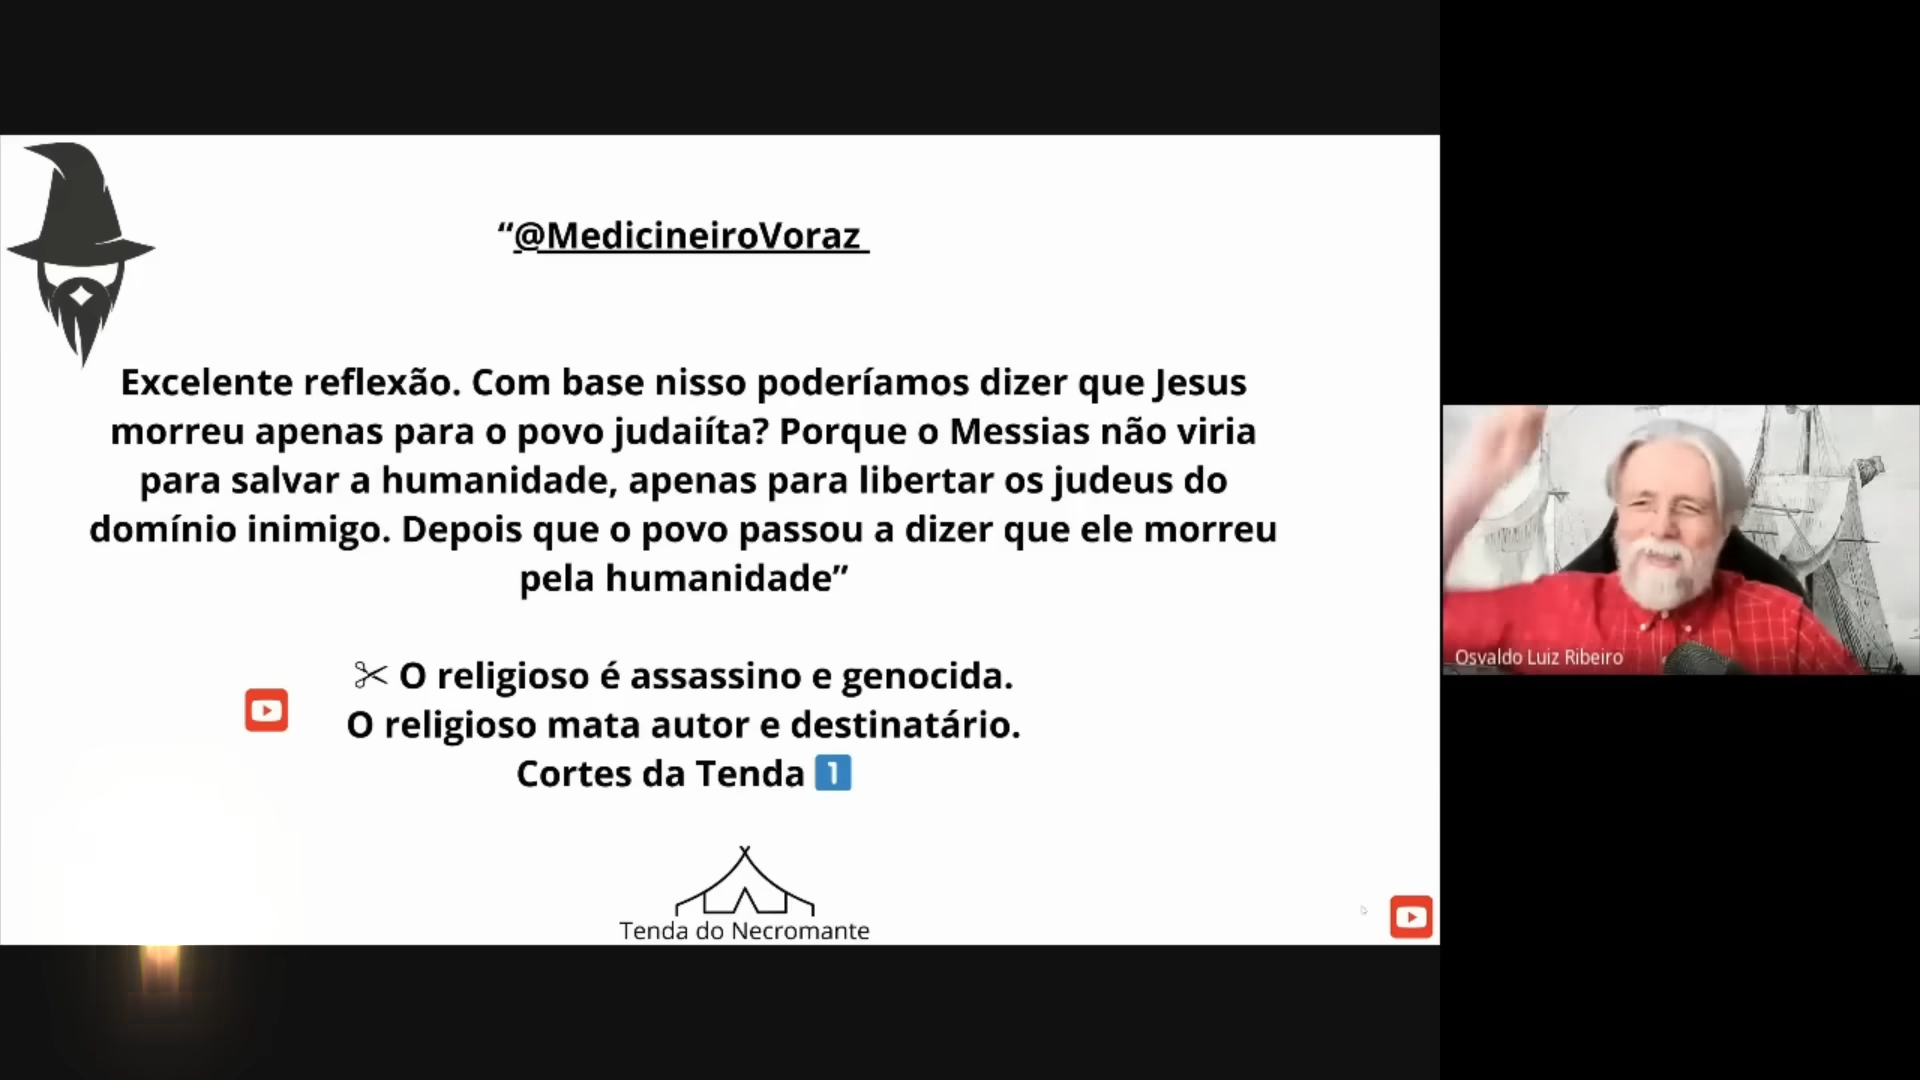 “@MedicineiroVoraz
Excelente reflexão. Com base nisso poderíamos dizer que Jesus
morreu apenas para o povo judaiíta? Porque o Messias não viria
para salvar a humanidade, apenas para libertar os judeus do
domínio inimigo. Depois que o povo passou a dizer que ele morreu
pela humanidade”
✂ O religioso é assassino e genocida.
O religioso mata autor e destinatário.
Cortes da Tenda 1
Tenda do Necromante
Osvaldo Luiz Ribeiro